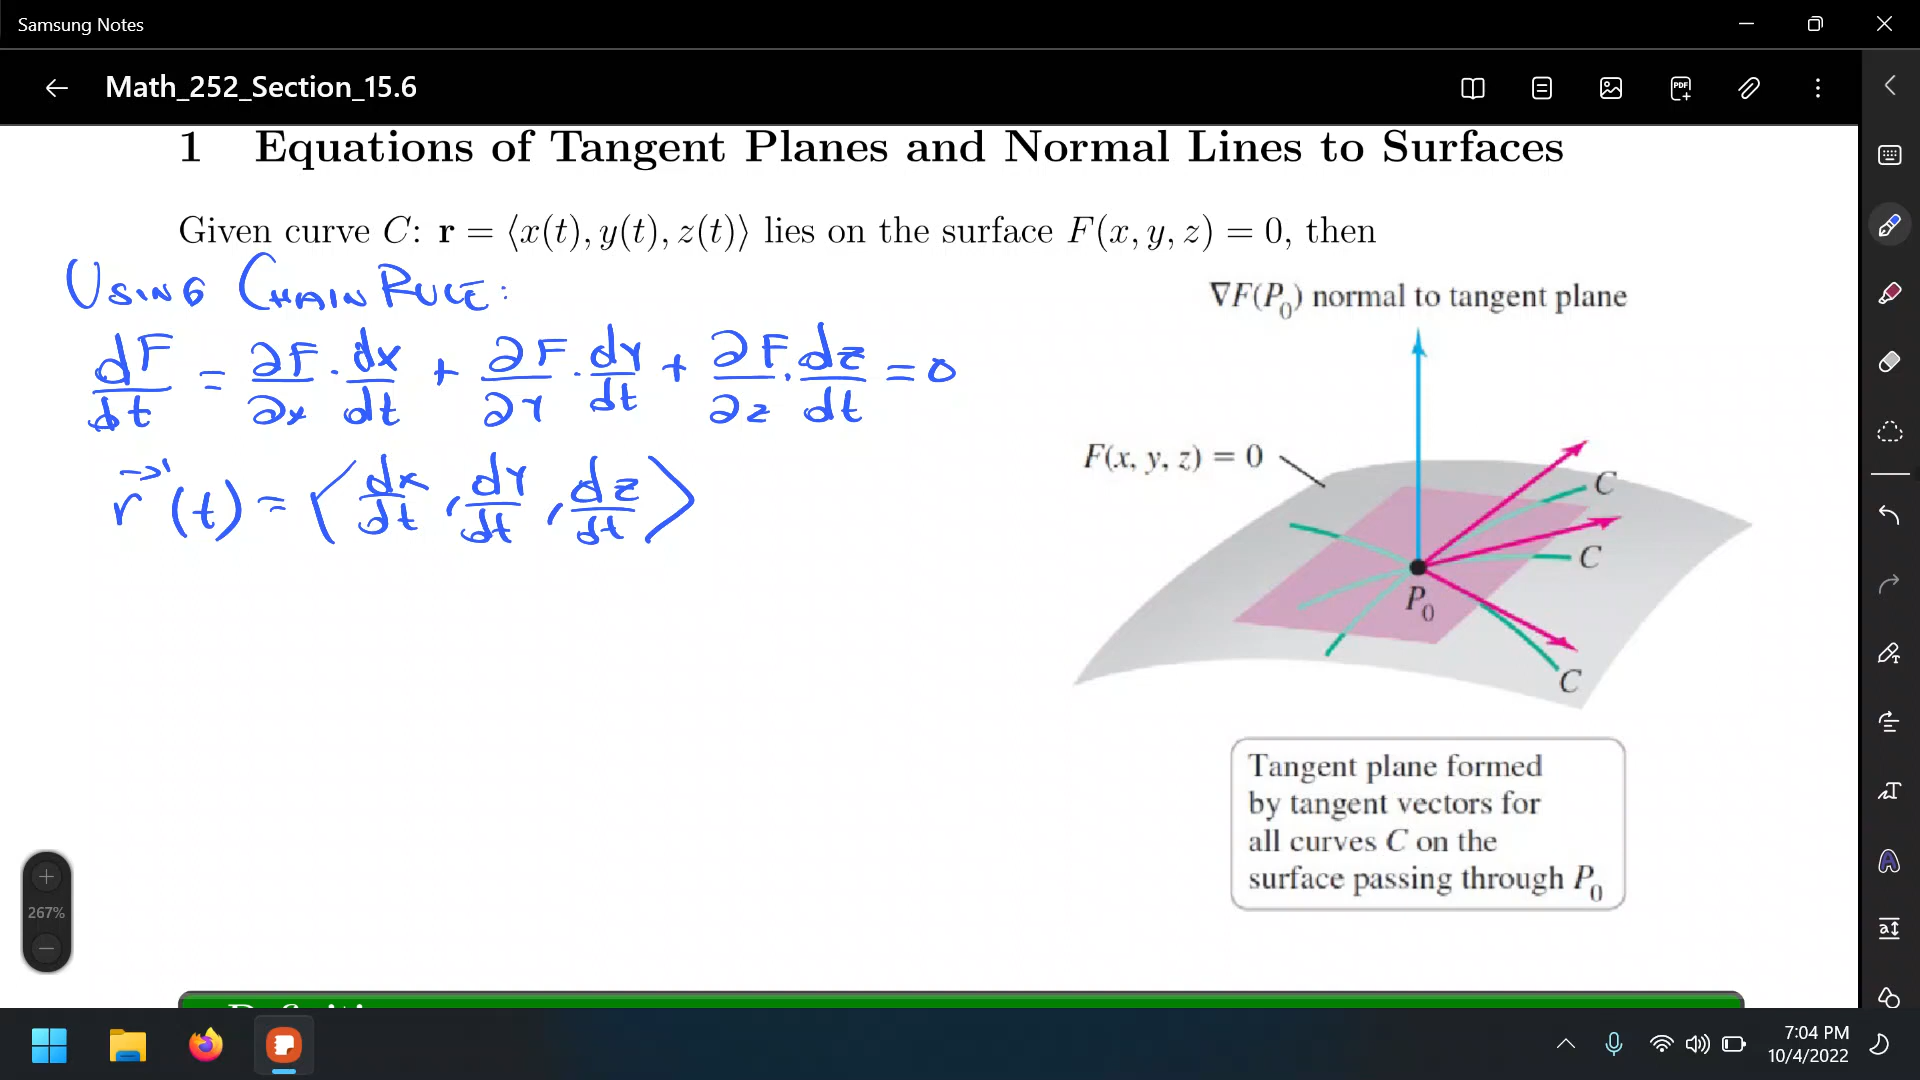 Samsung Notes
Math_252_Section_15.6
1 Equations of Tangent Planes and Normal Lines to Surfaces
Given curve C: r = ⟨x(t), y(t), z(t)⟩ lies on the surface F(x, y, z) = 0, then
USING CHAIN RULE:
dF/dt = ∂F/∂x · dx/dt + ∂F/∂y · dy/dt + ∂F/∂z · dz/dt = 0
r⃗'(t) = ⟨dx/dt, dy/dt, dz/dt⟩
∇F(P₀) normal to tangent plane
F(x, y, z) = 0
C
C
P₀
C
Tangent plane formed
by tangent vectors for
all curves C on the
surface passing through P₀
267%
7:04 PM
10/4/2022